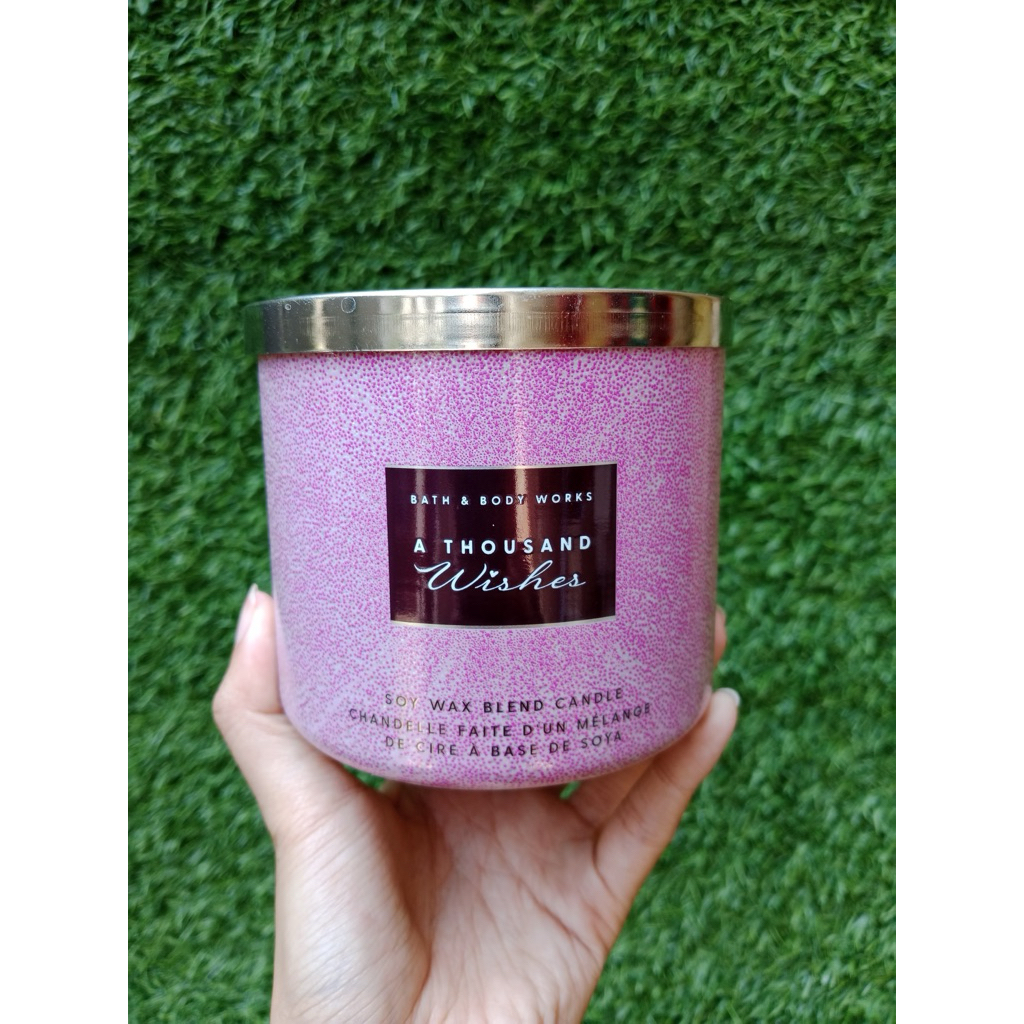 BATH & BODY WORKS
A THOUSAND
Wishes
SOY WAX BLEND CANDLE
CHANDELLE FAITE D'UN MÉLANGE
DE CIRE À BASE DE SOYA